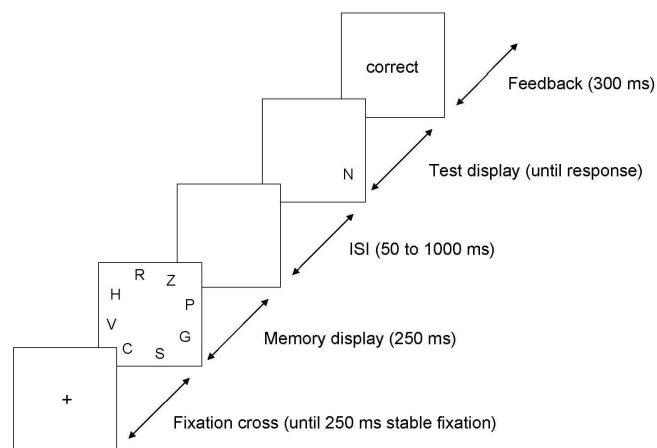 correct
Feedback (300 ms)
N
Test display (until response)
ISI (50 to 1000 ms)
R Z
H P
V G
C S
Memory display (250 ms)
+
Fixation cross (until 250 ms stable fixation)